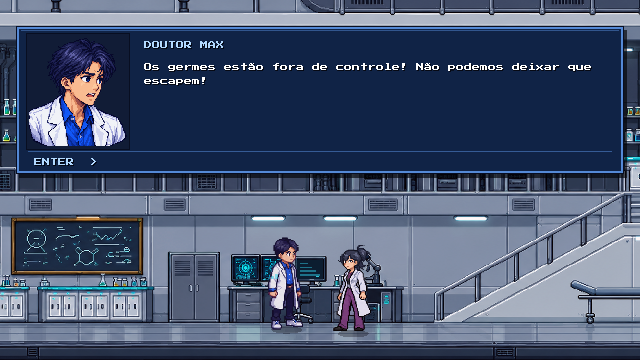 DOUTOR MAX
Os germes estão fora de controle! Não podemos deixar que
escapem!
ENTER >